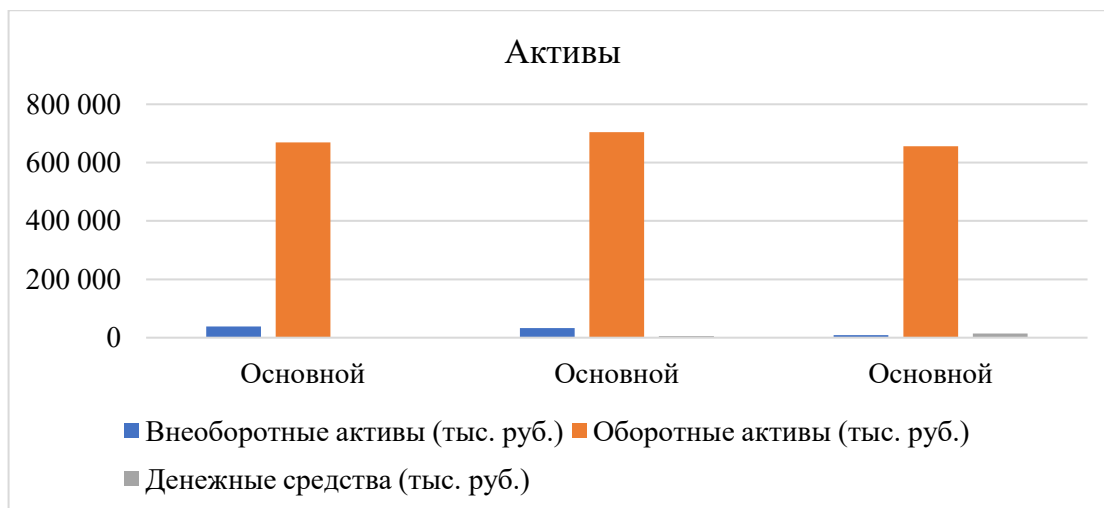 Активы
800 000
600 000
400 000
200 000
0
Основной Основной Основной
Внеоборотные активы (тыс. руб.) Оборотные активы (тыс. руб.)
Денежные средства (тыс. руб.)